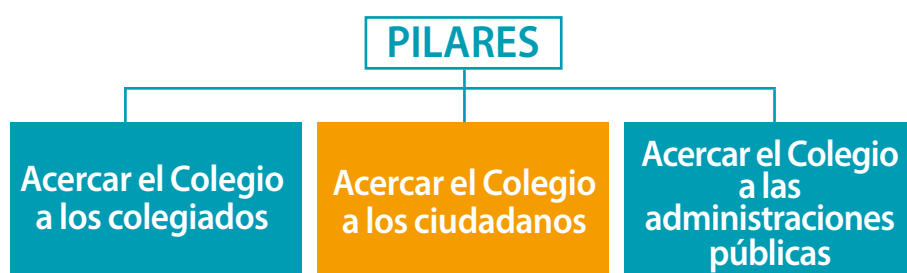 PILARES
Acercar el Colegio
a los colegiados
Acercar el Colegio
a los ciudadanos
Acercar el Colegio
a las
administraciones
públicas